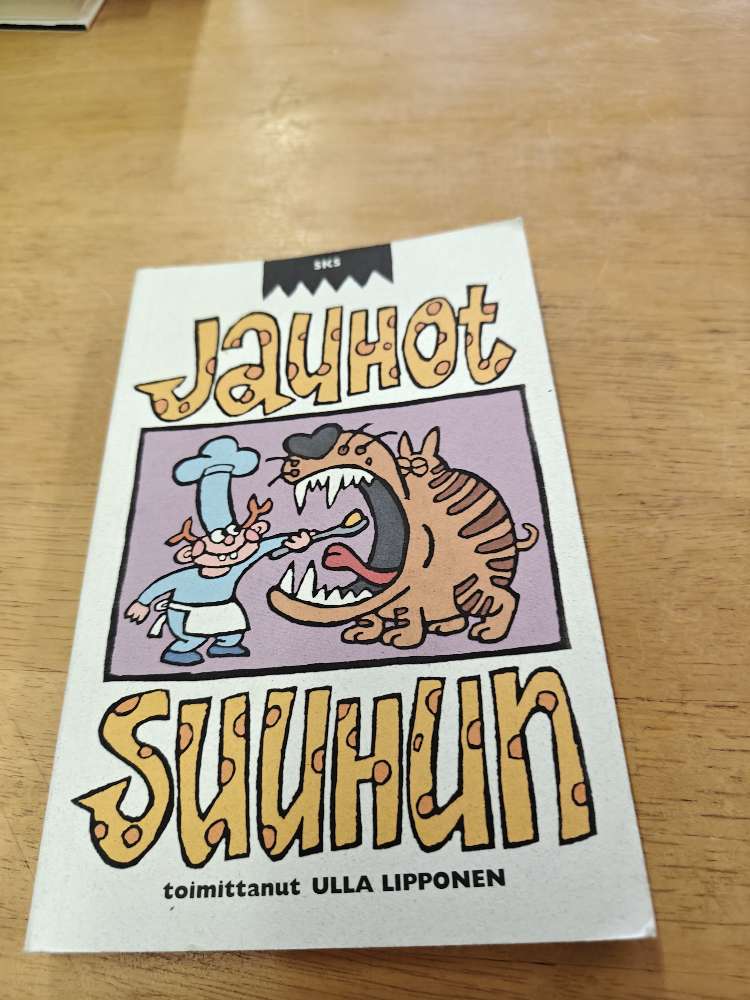 SKS
Jauhot
suuHun
toimittanut ULLA LIPPONEN